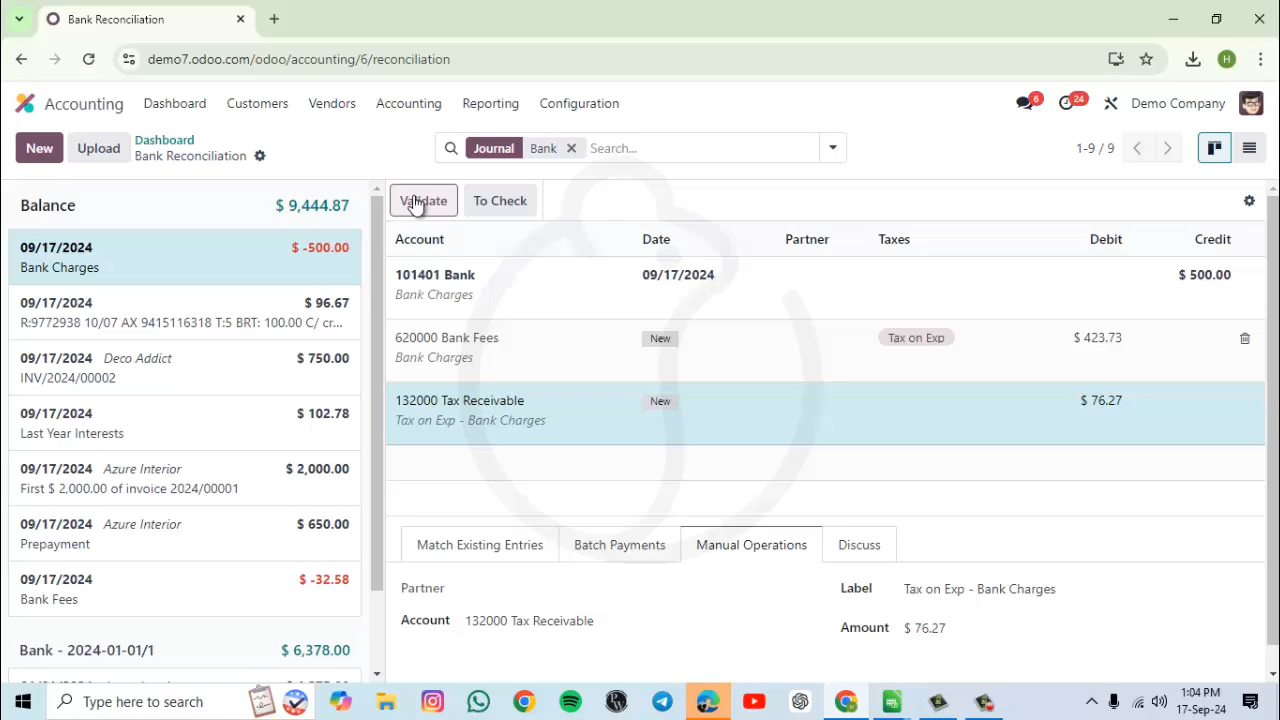 Bank Reconciliation
demo7.odoo.com/odoo/accounting/6/reconciliation
H
Accounting
Dashboard
Customers
Vendors
Accounting
Reporting
Configuration
6
24
Demo Company
New
Upload
Dashboard
Bank Reconciliation
Journal
Bank
Search...
1-9 / 9
Balance
$ 9,444.87
09/17/2024
$ -500.00
Bank Charges
09/17/2024
$ 96.67
R:9772938 10/07 AX 9415116318 T:5 BRT: 100.00 C/ cr...
09/17/2024 Deco Addict
$ 750.00
INV/2024/00002
09/17/2024
$ 102.78
Last Year Interests
09/17/2024 Azure Interior
$ 2,000.00
First $ 2,000.00 of invoice 2024/00001
09/17/2024 Azure Interior
$ 650.00
Prepayment
09/17/2024
$ -32.58
Bank Fees
Bank - 2024-01-01/1
$ 6,378.00
Validate
To Check
Account
Date
Partner
Taxes
Debit
Credit
101401 Bank
09/17/2024
$ 500.00
Bank Charges
620000 Bank Fees
New
Tax on Exp
$ 423.73
Bank Charges
132000 Tax Receivable
New
$ 76.27
Tax on Exp - Bank Charges
Match Existing Entries
Batch Payments
Manual Operations
Discuss
Partner
Label
Tax on Exp - Bank Charges
Account
132000 Tax Receivable
Amount
$ 76.27
Type here to search
1:04 PM
17-Sep-24